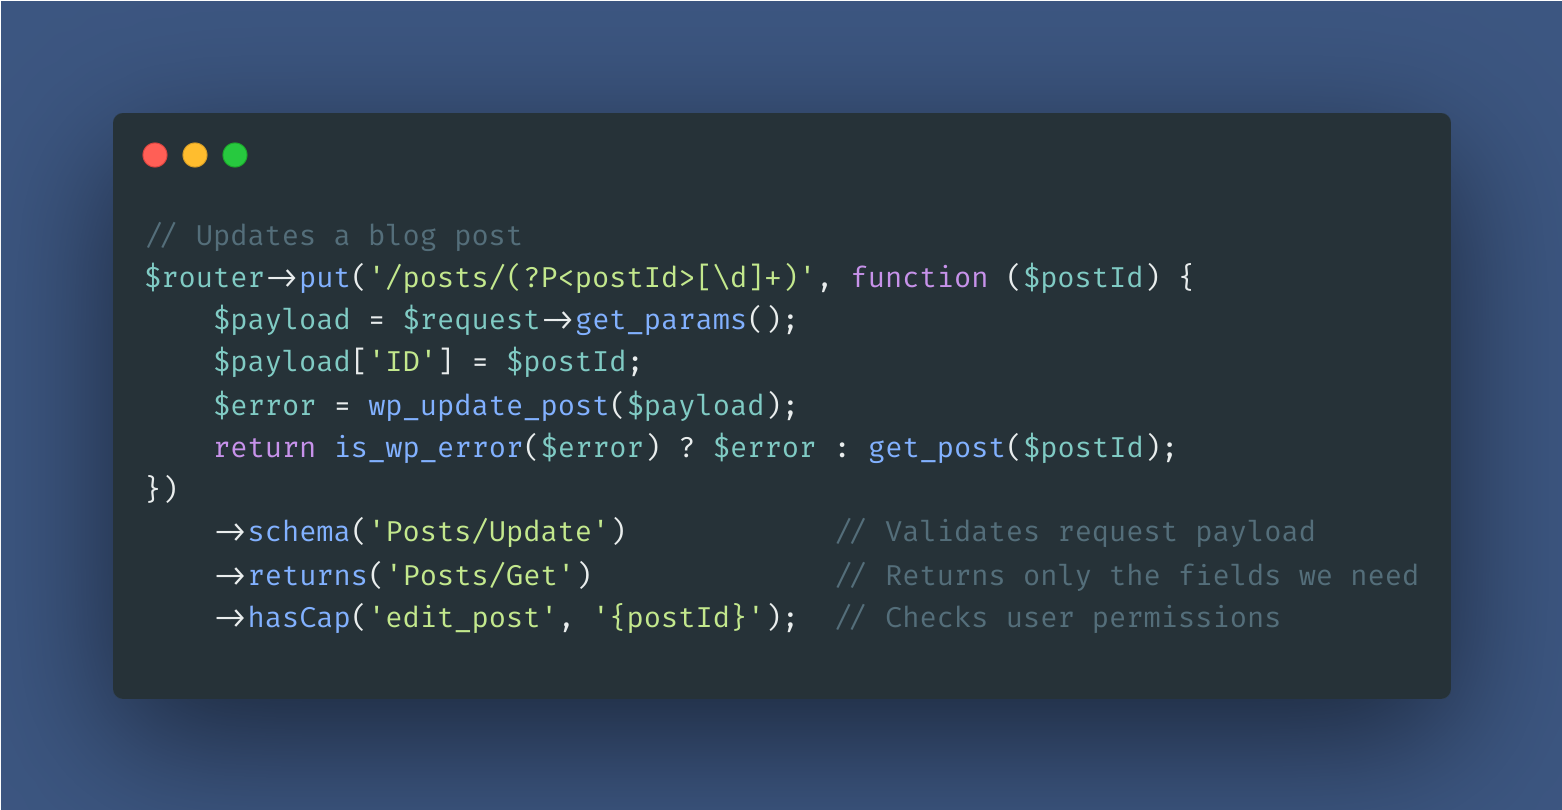 // Updates a blog post
$router->put('/posts/(?P<postId>[\d]+)', function ($postId) {
    $payload = $request->get_params();
    $payload['ID'] = $postId;
    $error = wp_update_post($payload);
    return is_wp_error($error) ? $error : get_post($postId);
})
    ->schema('Posts/Update')            // Validates request payload
    ->returns('Posts/Get')              // Returns only the fields we need
    ->hasCap('edit_post', '{postId}');  // Checks user permissions